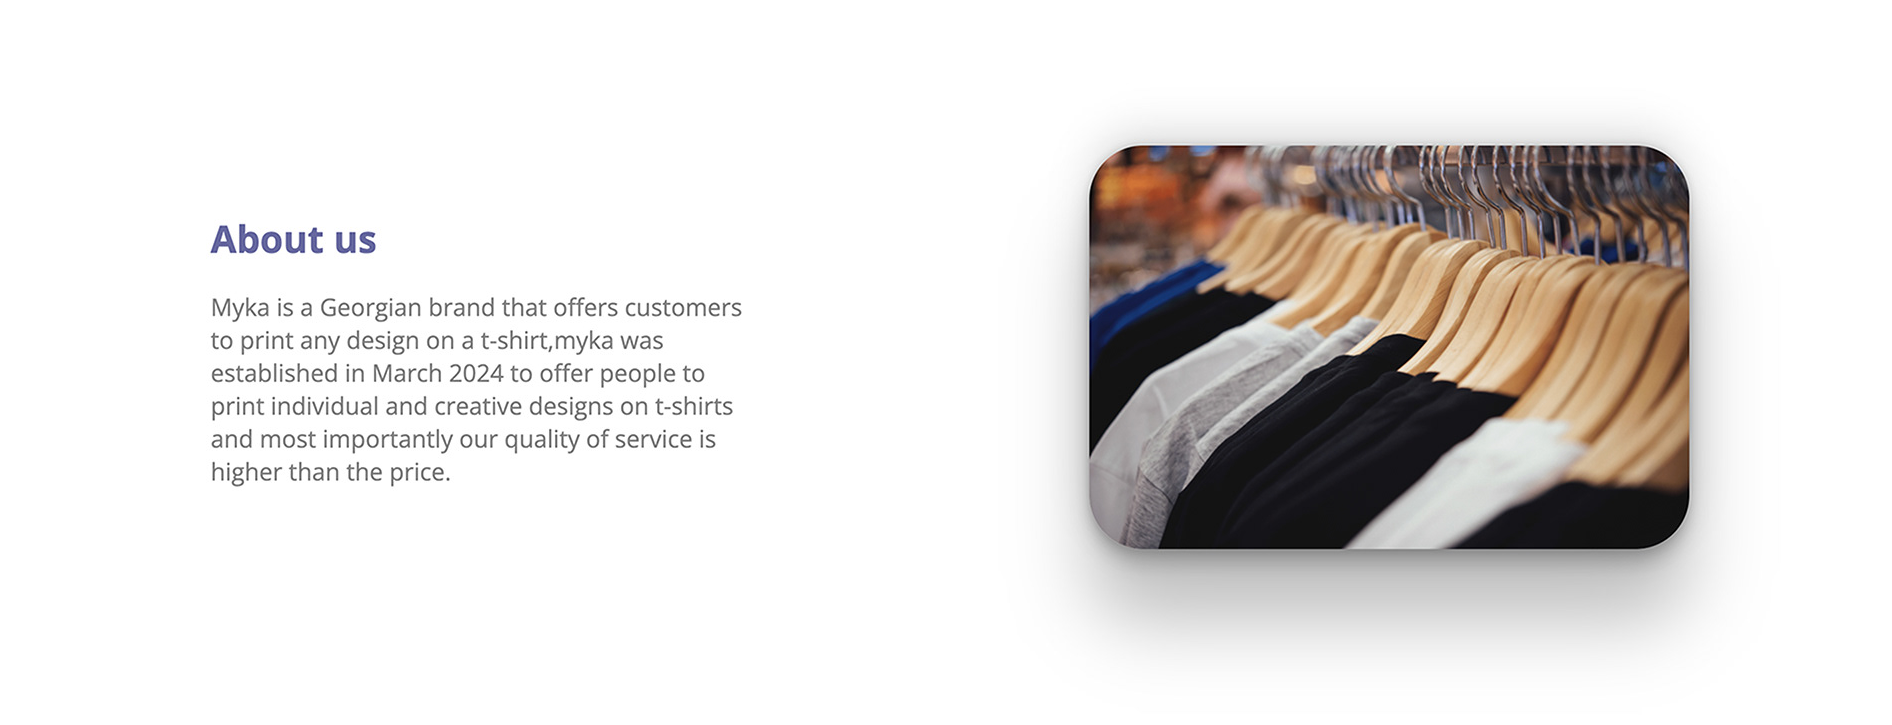 About us
Myka is a Georgian brand that offers customers
to print any design on a t-shirt,myka was
established in March 2024 to offer people to
print individual and creative designs on t-shirts
and most importantly our quality of service is
higher than the price.